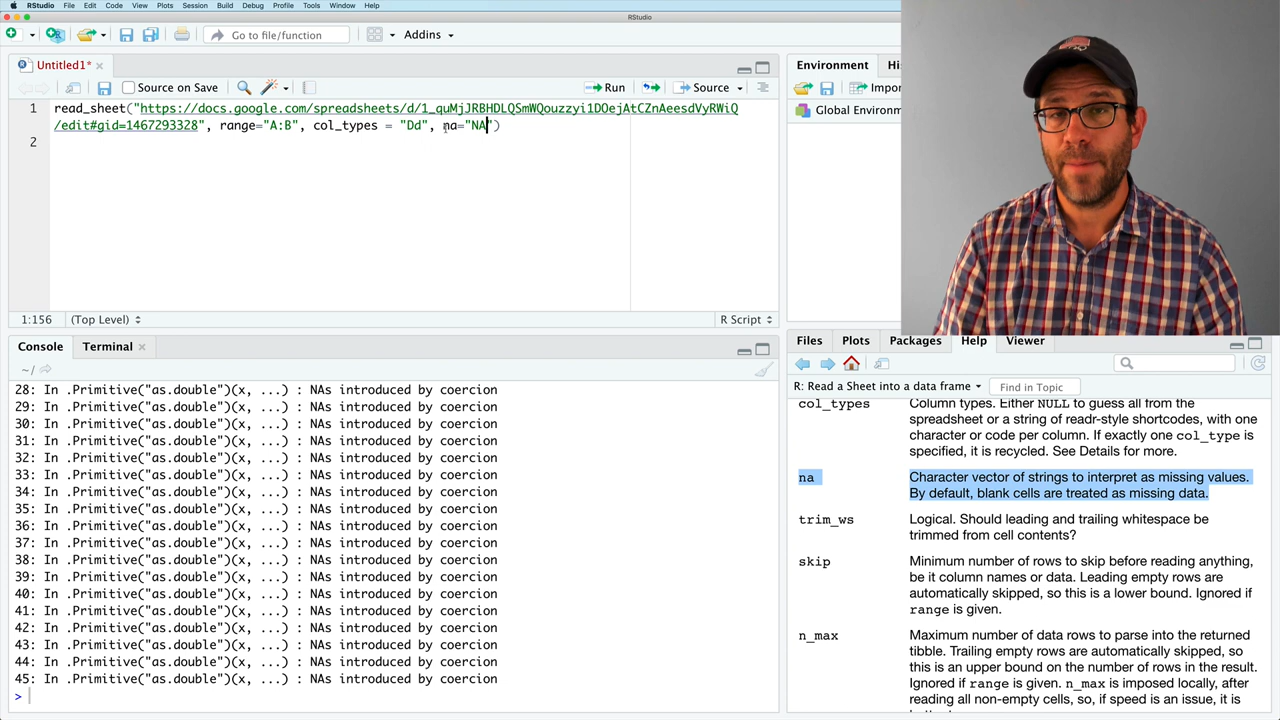 RStudio File Edit Code View Plots Session Build Debug Profile Tools Window Help
RStudio
Go to file/function
Addins
Untitled1*
Source on Save
Run
Source
1 read_sheet("https://docs.google.com/spreadsheets/d/1_quMjJRBHDLQSmWQouzzyi1DOejAtCZnAeesdVyRWiQ
/edit#gid=1467293328", range="A:B", col_types = "Dd", na="NA")
2
1:156 (Top Level) R Script
Console Terminal
~/
28: In .Primitive("as.double")(x, ...) : NAs introduced by coercion
29: In .Primitive("as.double")(x, ...) : NAs introduced by coercion
30: In .Primitive("as.double")(x, ...) : NAs introduced by coercion
31: In .Primitive("as.double")(x, ...) : NAs introduced by coercion
32: In .Primitive("as.double")(x, ...) : NAs introduced by coercion
33: In .Primitive("as.double")(x, ...) : NAs introduced by coercion
34: In .Primitive("as.double")(x, ...) : NAs introduced by coercion
35: In .Primitive("as.double")(x, ...) : NAs introduced by coercion
36: In .Primitive("as.double")(x, ...) : NAs introduced by coercion
37: In .Primitive("as.double")(x, ...) : NAs introduced by coercion
38: In .Primitive("as.double")(x, ...) : NAs introduced by coercion
39: In .Primitive("as.double")(x, ...) : NAs introduced by coercion
40: In .Primitive("as.double")(x, ...) : NAs introduced by coercion
41: In .Primitive("as.double")(x, ...) : NAs introduced by coercion
42: In .Primitive("as.double")(x, ...) : NAs introduced by coercion
43: In .Primitive("as.double")(x, ...) : NAs introduced by coercion
44: In .Primitive("as.double")(x, ...) : NAs introduced by coercion
45: In .Primitive("as.double")(x, ...) : NAs introduced by coercion
>
Environment Hi
Impor
Global Environ
Files Plots Packages Help Viewer
R: Read a Sheet into a data frame Find in Topic
col_types Column types. Either NULL to guess all from the
spreadsheet or a string of readr-style shortcodes, with one
character or code per column. If exactly one col_type is
specified, it is recycled. See Details for more.
na Character vector of strings to interpret as missing values.
By default, blank cells are treated as missing data.
trim_ws Logical. Should leading and trailing whitespace be
trimmed from cell contents?
skip Minimum number of rows to skip before reading anything,
be it column names or data. Leading empty rows are
automatically skipped, so this is a lower bound. Ignored if
range is given.
n_max Maximum number of data rows to parse into the returned
tibble. Trailing empty rows are automatically skipped, so
this is an upper bound on the number of rows in the result.
Ignored if range is given. n_max is imposed locally, after
reading all non-empty cells, so, if speed is an issue, it is